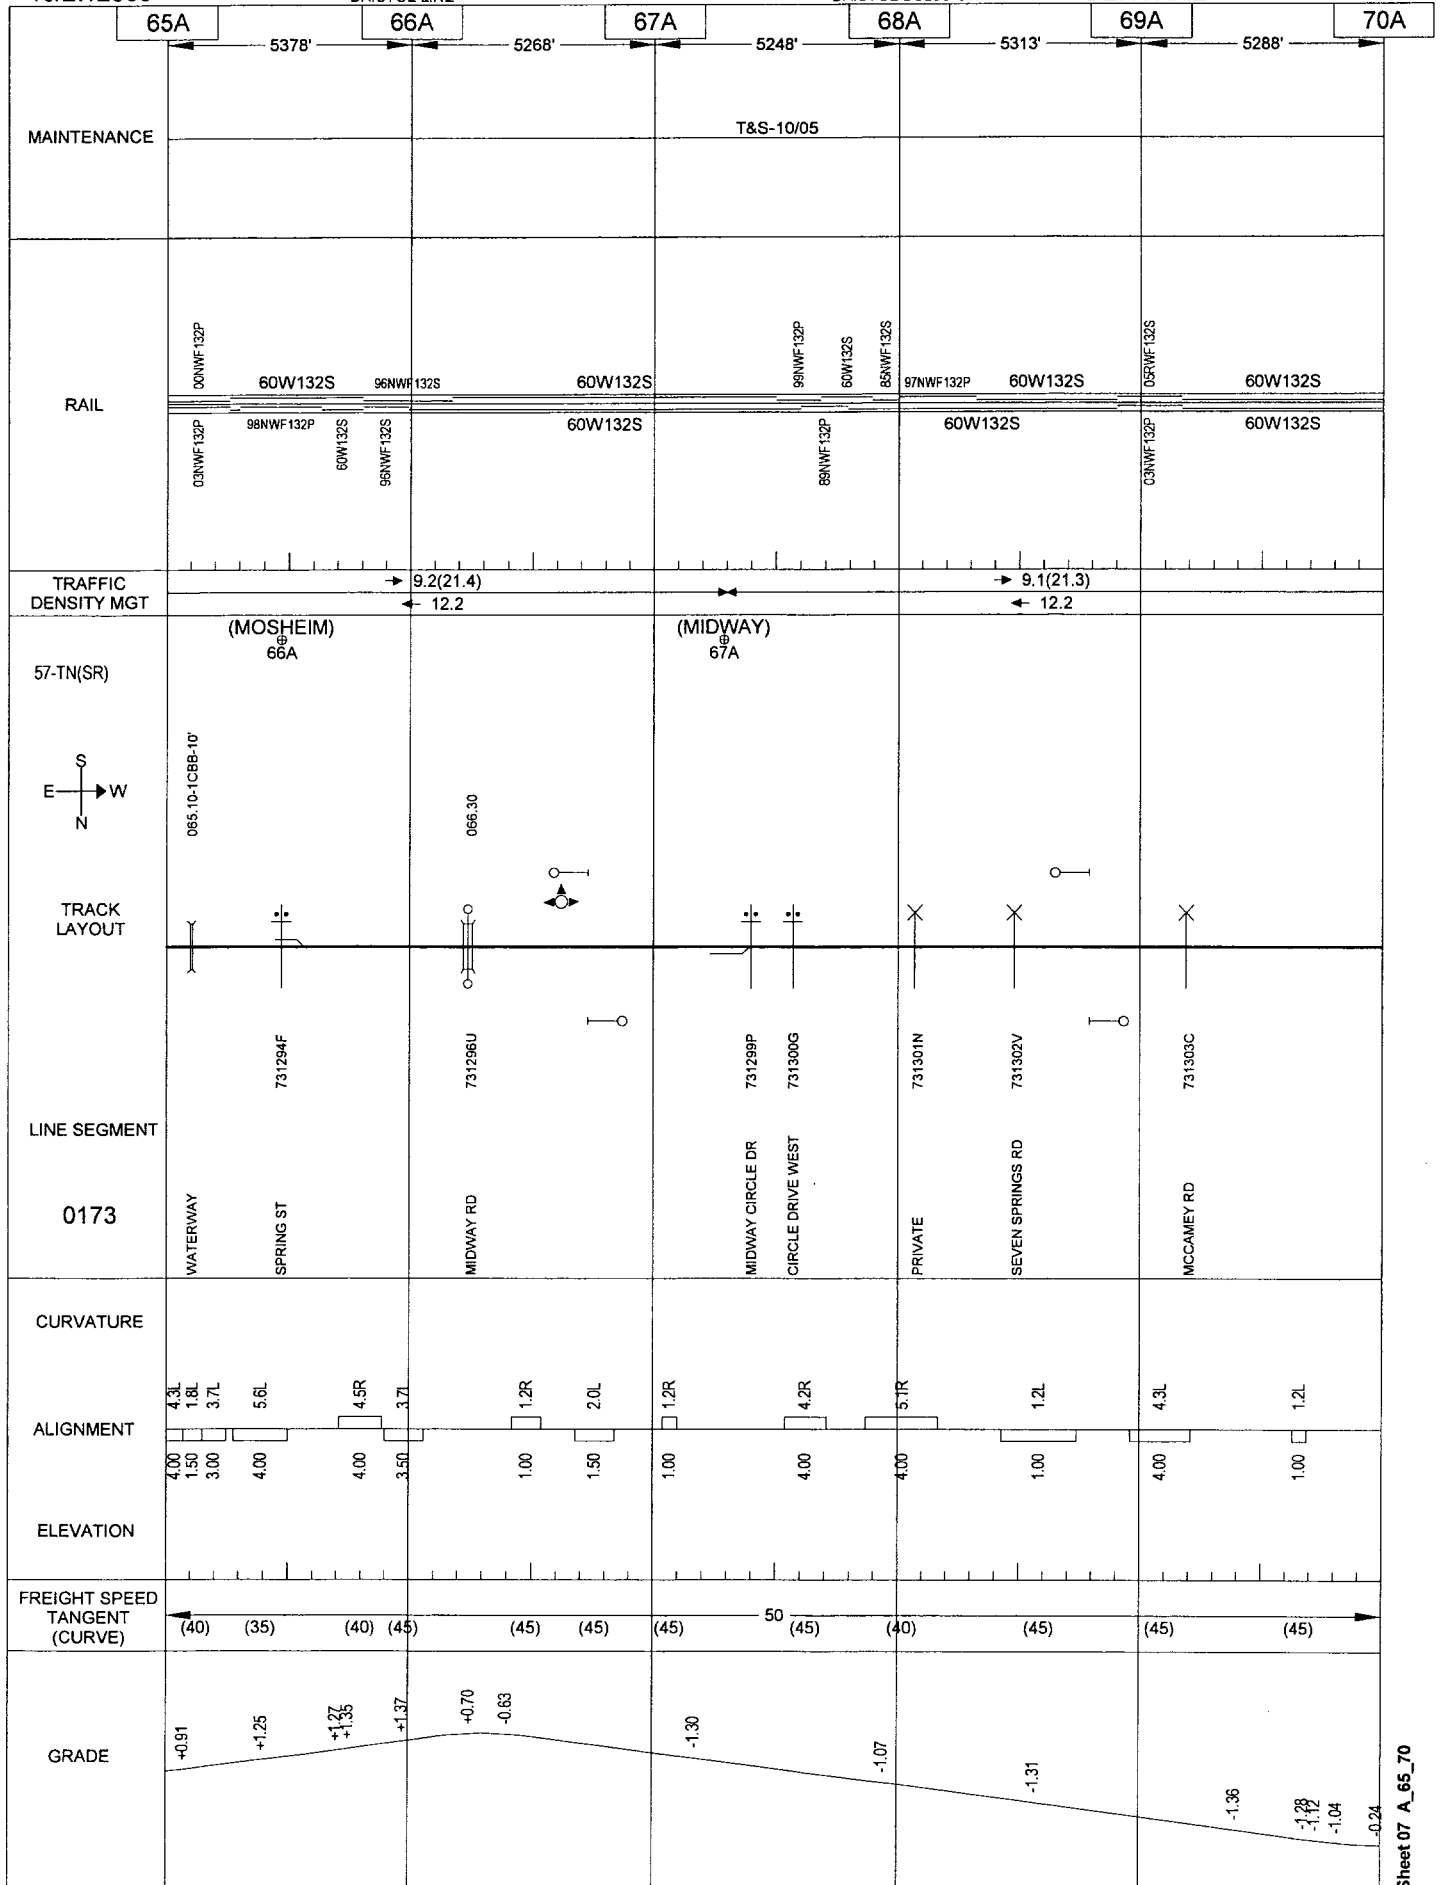 65A 66A 67A 68A 69A 70A
5378' 5268' 5248' 5313' 5288'
MAINTENANCE
T&S-10/05
RAIL
00NWF132P 60W132S 96NWF132S 60W132S 99NWF132P 60W132S 85NWF132S 97NWF132P 60W132S 05RWF132S 60W132S
03NWF132P 98NWF132P 60W132S 96NWF132S 60W132S 89NWF132P 60W132S 03NWF132P 60W132S
TRAFFIC
DENSITY MGT
9.2(21.4) 9.1(21.3)
12.2 12.2
(MOSHEIM) (MIDWAY)
66A 67A
57-TN(SR)
S
E W
N
065.10-1CBB-10' 066.30
TRACK
LAYOUT
731294F 731296U 731299P 731300G 731301N 731302V 731303C
LINE SEGMENT
0173
WATERWAY SPRING ST MIDWAY RD MIDWAY CIRCLE DR CIRCLE DRIVE WEST PRIVATE SEVEN SPRINGS RD MCCAMEY RD
CURVATURE
4.3L 1.8L 3.7L 5.6L 4.5R 3.7L 1.2R 2.0L 1.2R 4.2R 5.1R 1.2L 4.3L 1.2L
ALIGNMENT
4.00 1.50 3.00 4.00 4.00 3.50 1.00 1.50 1.00 4.00 4.00 1.00 4.00 1.00
ELEVATION
FREIGHT SPEED
TANGENT
(CURVE)
50
(40) (35) (40) (45) (45) (45) (45) (45) (40) (45) (45) (45)
GRADE
+0.91 +1.25 +1.27 +1.35 +1.37 +0.70 -0.63 -1.30 -1.07 -1.31 -1.36 -1.28 -1.12 -1.04 -0.24
Sheet 07 A_65_70